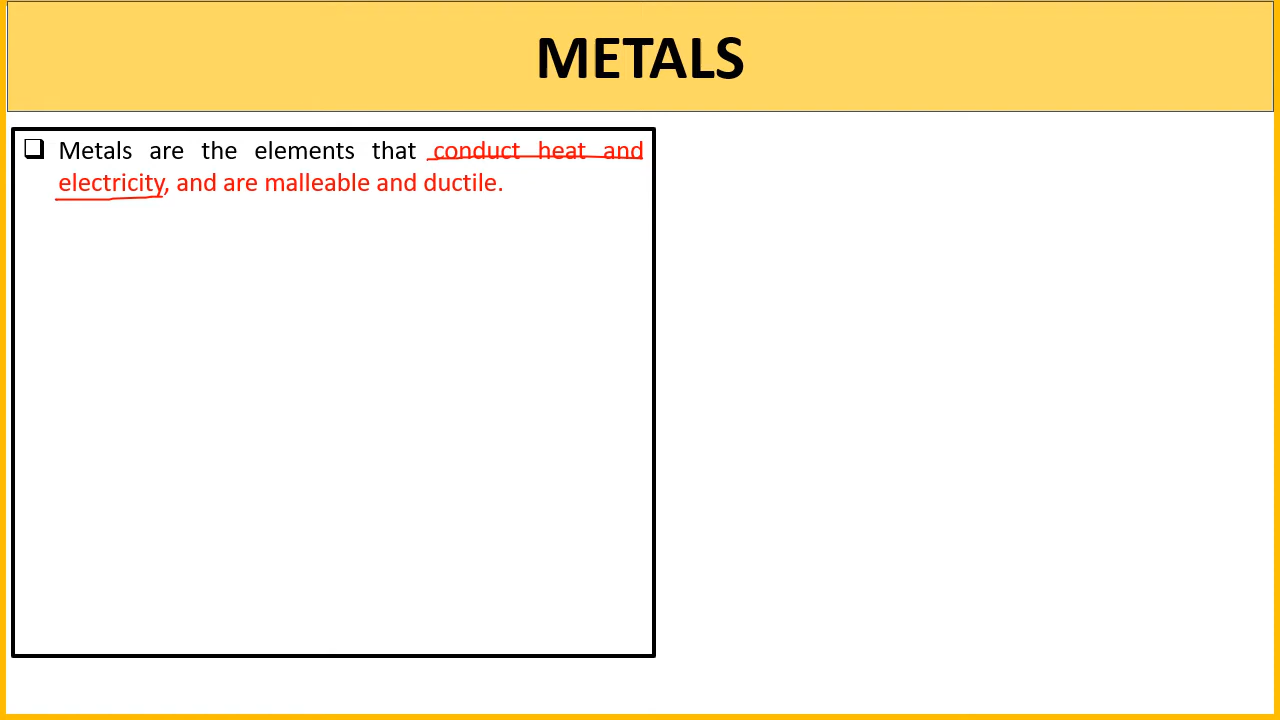 METALS
❑ Metals are the elements that conduct heat and
electricity, and are malleable and ductile.